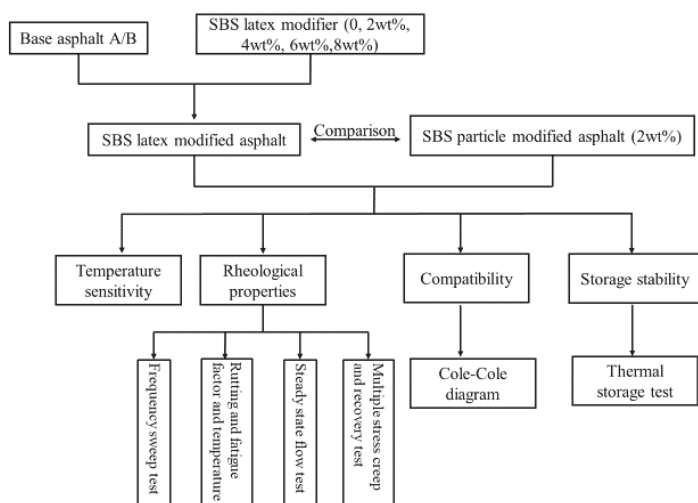 Base asphalt A/B
SBS latex modifier (0, 2wt%,
4wt%, 6wt%,8wt%)
SBS latex modified asphalt
Comparison
SBS particle modified asphalt (2wt%)
Temperature
sensitivity
Rheological
properties
Compatibility
Storage stability
Frequency sweep test
Rutting and fatigue
factor and temperature
Steady state flow test
Multiple stress creep
and recovery test
Cole-Cole
diagram
Thermal
storage test